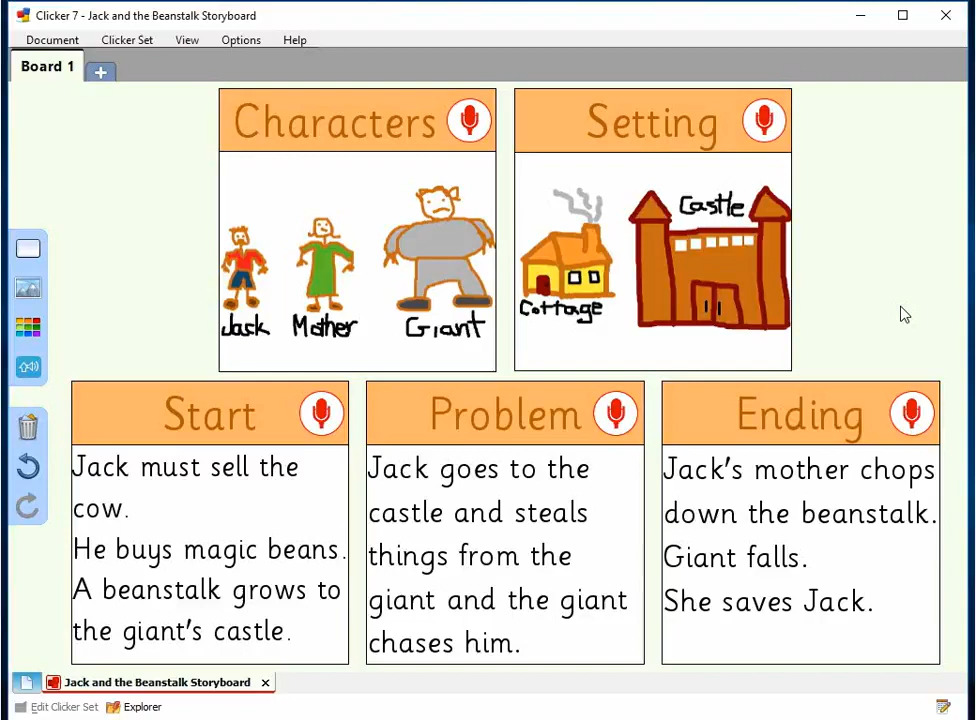 Clicker 7 - Jack and the Beanstalk Storyboard
Document Clicker Set View Options Help
Board 1
Characters
Jack Mother Giant
Setting
Castle
Cottage
Start
Jack must sell the
cow.
He buys magic beans.
A beanstalk grows to
the giant's castle.
Problem
Jack goes to the
castle and steals
things from the
giant and the giant
chases him.
Ending
Jack's mother chops
down the beanstalk.
Giant falls.
She saves Jack.
Jack and the Beanstalk Storyboard
Edit Clicker Set Explorer